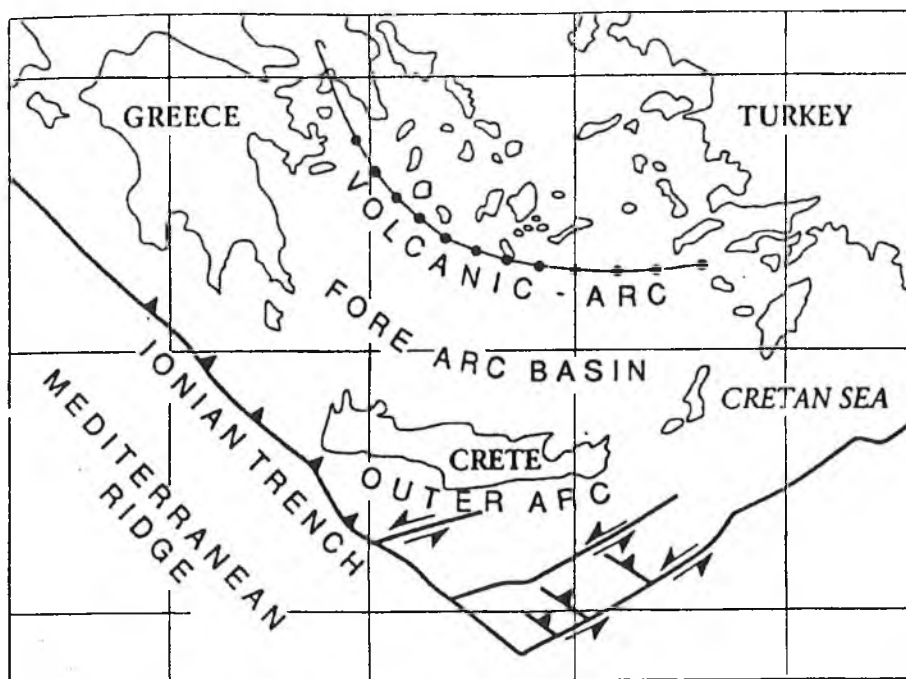 GREECE
TURKEY
VOLCANIC - ARC
FORE ARC BASIN
IONIAN TRENCH
MEDITERRANEAN
RIDGE
CRETAN SEA
CRETE
OUTER ARC